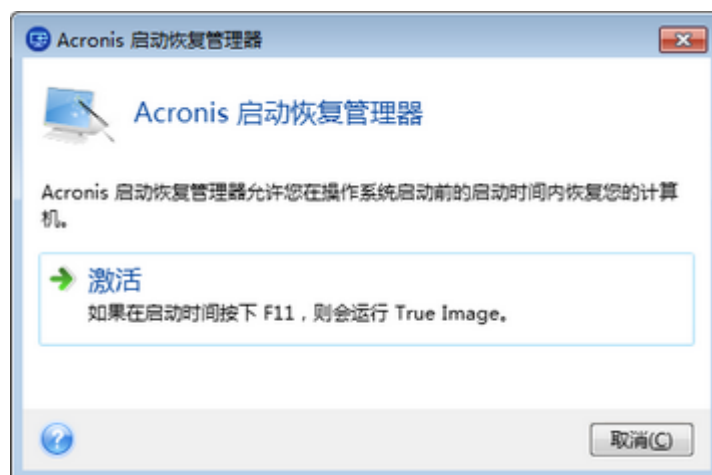 Acronis 启动恢复管理器
Acronis 启动恢复管理器
Acronis 启动恢复管理器允许您在操作系统启动前的启动时间内恢复您的计算
机。
激活
如果在启动时间按下 F11，则会运行 True Image。
取消(C)